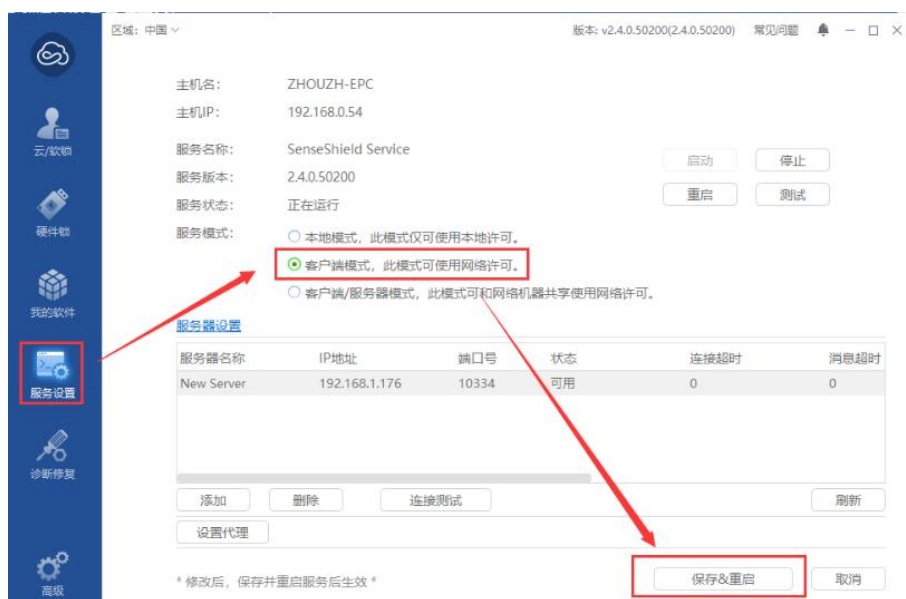 区域: 中国
版本: v2.4.0.50200(2.4.0.50200) 常见问题
云/软锁
硬件锁
我的软件
服务设置
诊断修复
高级
主机名: ZHOUZH-EPC
主机IP: 192.168.0.54
服务名称: SenseShield Service
启动 停止
服务版本: 2.4.0.50200
重启 测试
服务状态: 正在运行
服务模式: 本地模式，此模式仅可使用本地许可。
客户端模式，此模式可使用网络许可。
客户端/服务器模式，此模式可和网络机器共享使用网络许可。
服务器设置
服务器名称 IP地址 端口号 状态 连接超时 消息超时
New Server 192.168.1.176 10334 可用 0 0
添加 删除 连接测试 刷新
设置代理
* 修改后，保存并重启服务后生效 *
保存&重启 取消